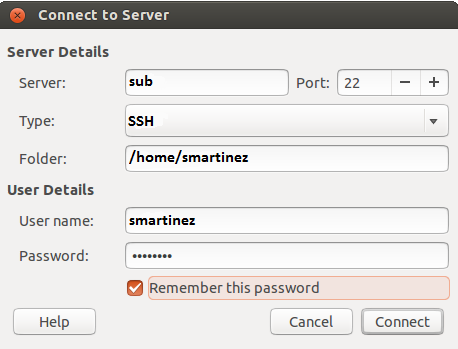 Connect to Server
Server Details
Server: sub Port: 22
Type: SSH
Folder: /home/smartinez
User Details
User name: smartinez
Password: ••••••••
Remember this password
Help Cancel Connect